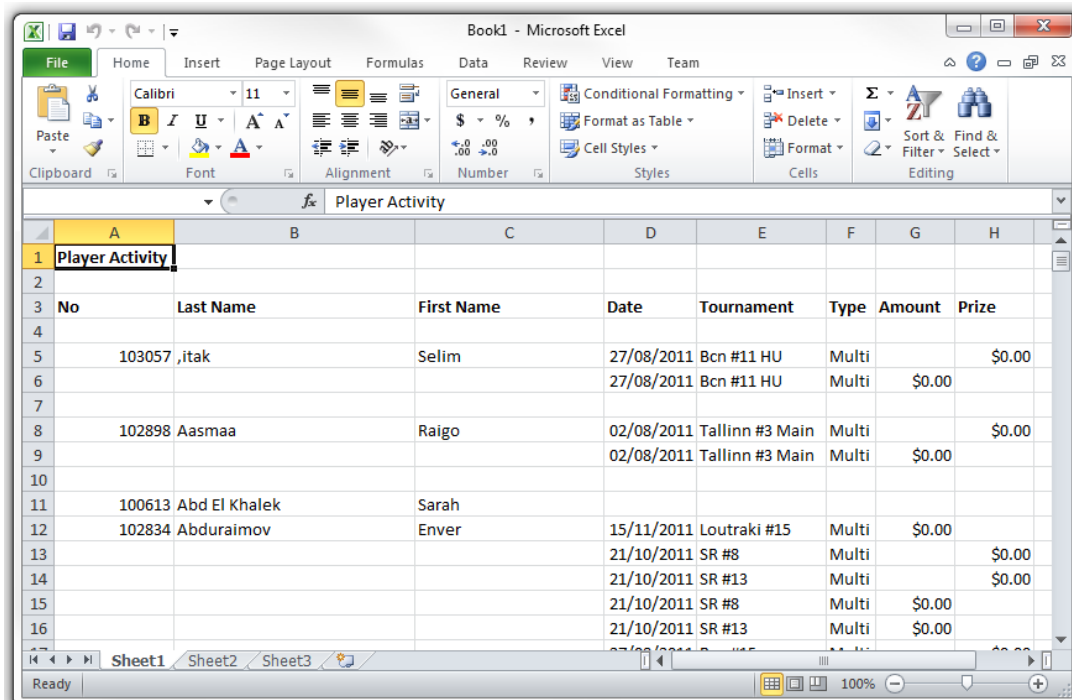 Book1 - Microsoft Excel
File Home Insert Page Layout Formulas Data Review View Team
Calibri 11 General Conditional Formatting Insert Σ
Paste B I U A A $ % , Format as Table Delete Sort & Find &
.00 .00 Cell Styles Format Filter Select
Clipboard Font Alignment Number Styles Cells Editing
fx Player Activity
A B C D E F G H
1 Player Activity
2
3 No Last Name First Name Date Tournament Type Amount Prize
4
5 103057 ,itak Selim 27/08/2011 Bcn #11 HU Multi $0.00
6 27/08/2011 Bcn #11 HU Multi $0.00
7
8 102898 Aasmaa Raigo 02/08/2011 Tallinn #3 Main Multi $0.00
9 02/08/2011 Tallinn #3 Main Multi $0.00
10
11 100613 Abd El Khalek Sarah
12 102834 Abduraimov Enver 15/11/2011 Loutraki #15 Multi $0.00
13 21/10/2011 SR #8 Multi $0.00
14 21/10/2011 SR #13 Multi $0.00
15 21/10/2011 SR #8 Multi $0.00
16 21/10/2011 SR #13 Multi $0.00
Sheet1 Sheet2 Sheet3
Ready 100%